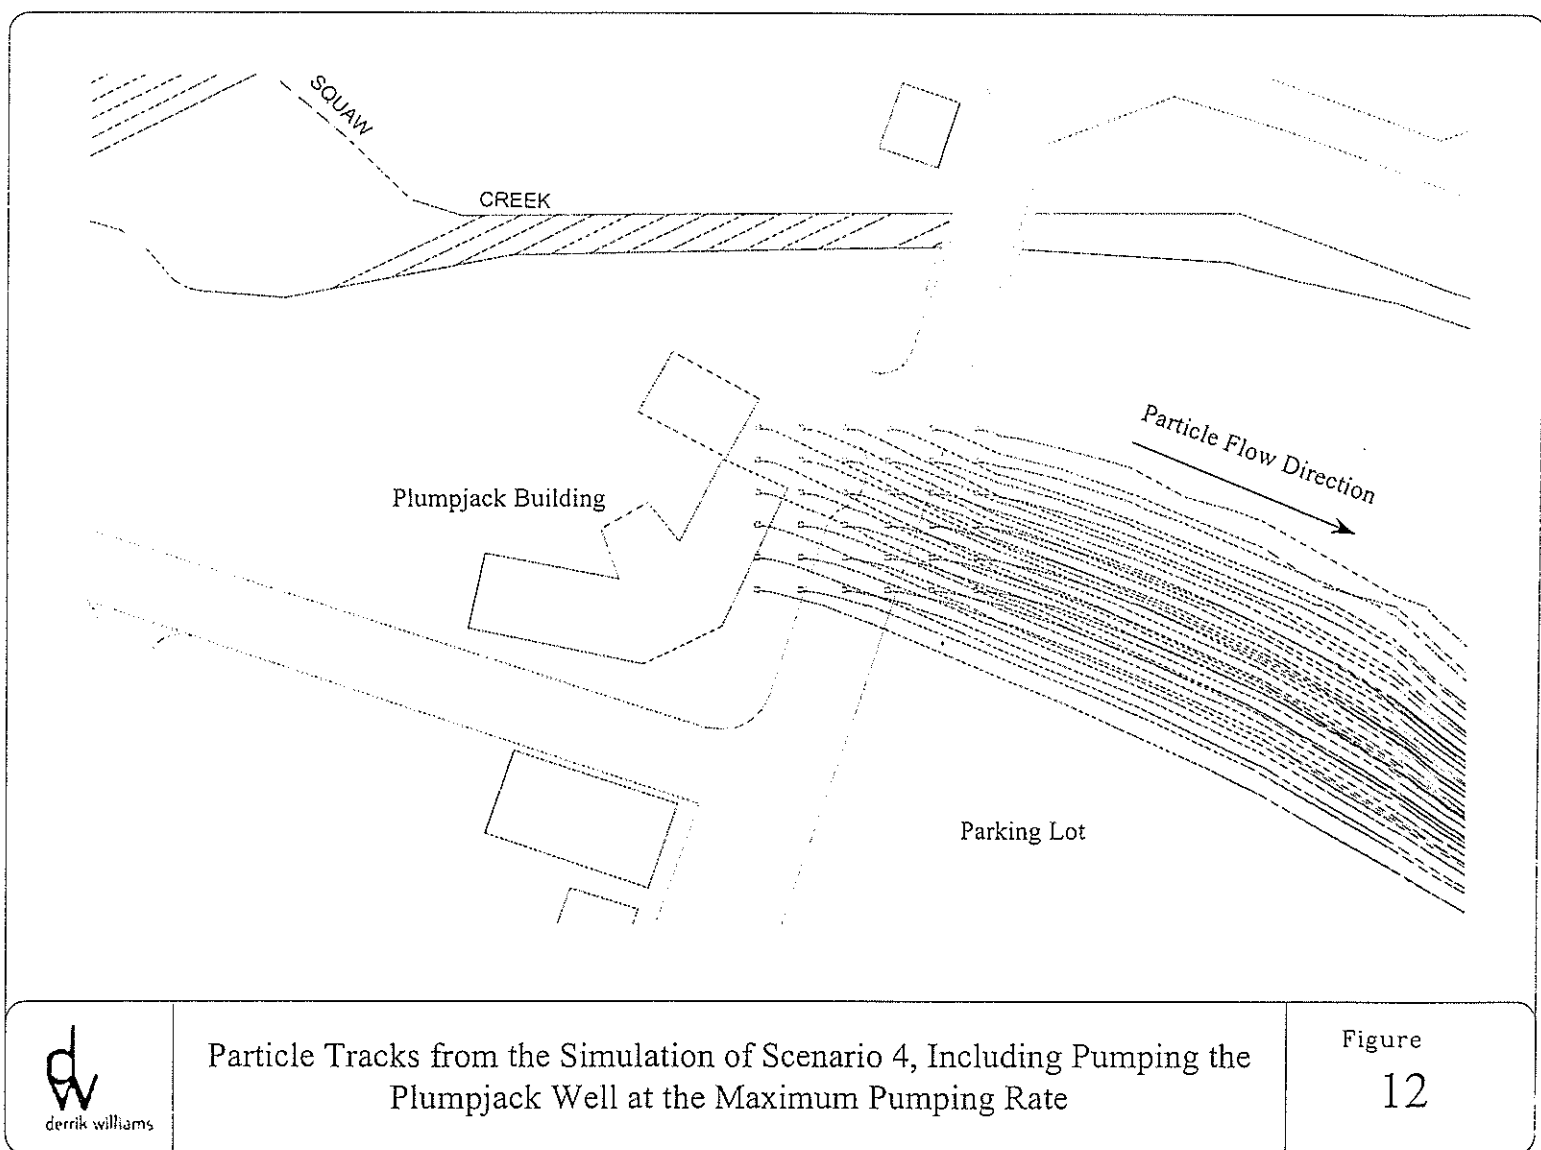 SQUAW
CREEK
Particle Flow Direction
Plumpjack Building
Parking Lot
dw
derrik williams
Particle Tracks from the Simulation of Scenario 4, Including Pumping the
Plumpjack Well at the Maximum Pumping Rate
Figure
12